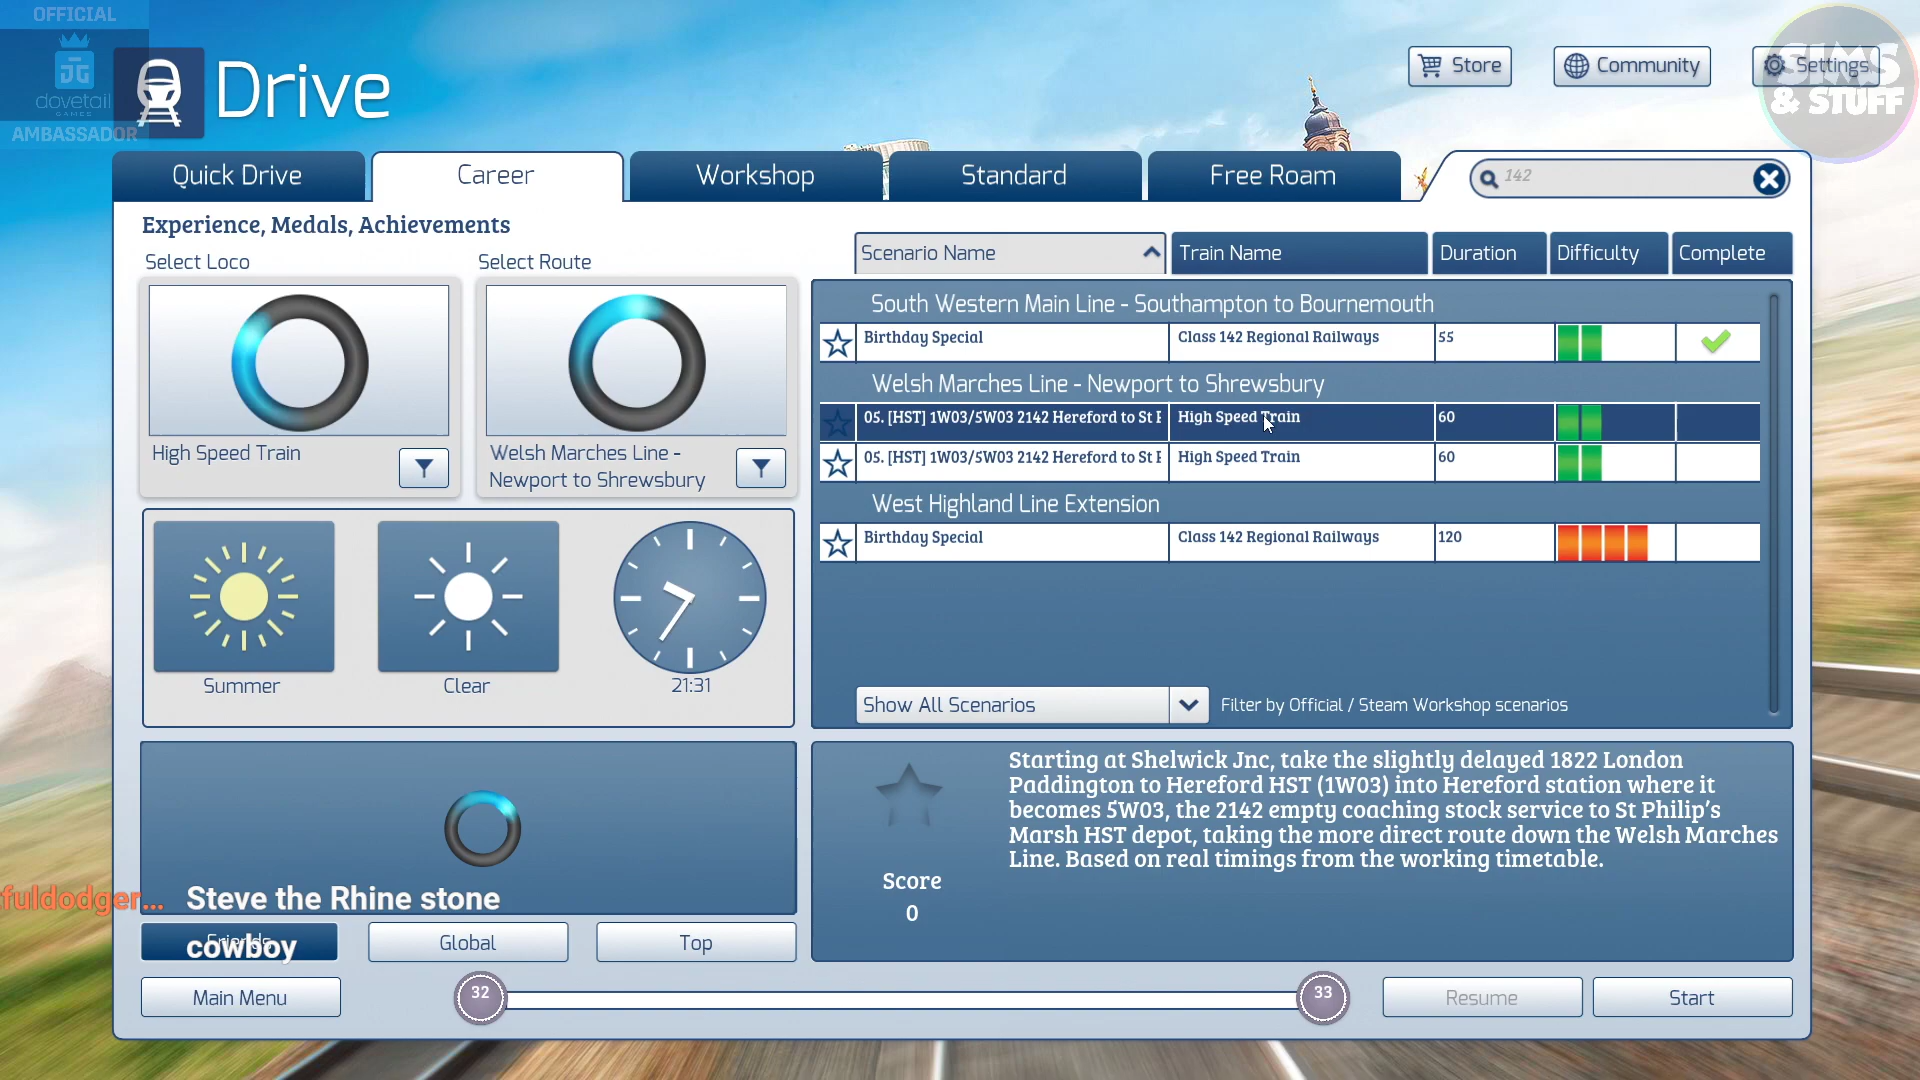 OFFICIAL
dovetail
GAMES
AMBASSADOR
Drive
Store
Community
Settings
SIMS
& STUFF
Quick Drive
Career
Workshop
Standard
Free Roam
142
Experience, Medals, Achievements
Select Loco
Select Route
High Speed Train
Welsh Marches Line -
Newport to Shrewsbury
Summer
Clear
21:31
Scenario Name
Train Name
Duration
Difficulty
Complete
South Western Main Line - Southampton to Bournemouth
Birthday Special
Class 142 Regional Railways
55
Welsh Marches Line - Newport to Shrewsbury
05. [HST] 1W03/5W03 2142 Hereford to St
High Speed Train
60
05. [HST] 1W03/5W03 2142 Hereford to St
High Speed Train
60
West Highland Line Extension
Birthday Special
Class 142 Regional Railways
120
Show All Scenarios
Filter by Official / Steam Workshop scenarios
Score
0
Starting at Shelwick Jnc, take the slightly delayed 1822 London
Paddington to Hereford HST (1W03) into Hereford station where it
becomes 5W03, the 2142 empty coaching stock service to St Philip's
Marsh HST depot, taking the more direct route down the Welsh Marches
Line. Based on real timings from the working timetable.
fuldodger...
Steve the Rhine stone
cowboy
Friends
Global
Top
Main Menu
32
33
Resume
Start